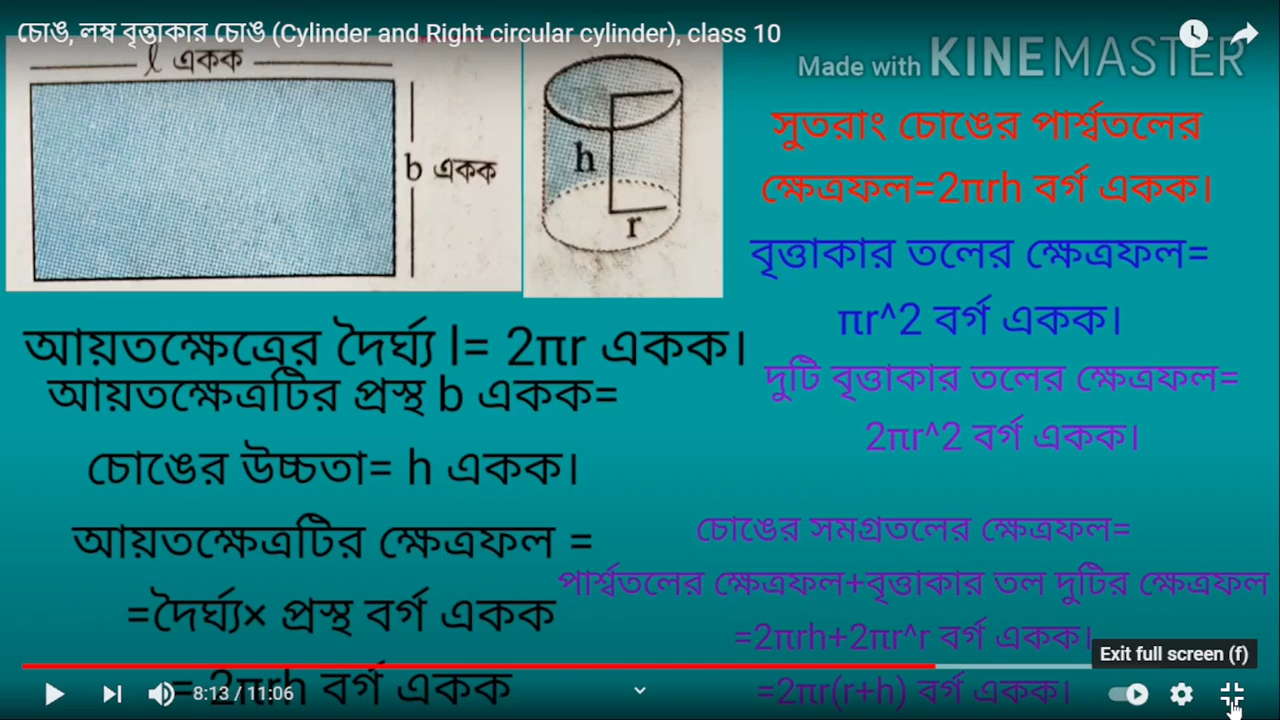 চোঙ, লম্ব বৃত্তাকার চোঙ (Cylinder and Right circular cylinder), class 10
Made with KINEMASTER
l একক
b একক
h
r
আয়তক্ষেত্রের দৈর্ঘ্য l= 2πr একক।
আয়তক্ষেত্রটির প্রস্থ b একক=
চোঙের উচ্চতা= h একক।
আয়তক্ষেত্রটির ক্ষেত্রফল =
=দৈর্ঘ্য× প্রস্থ বর্গ একক
= 2πrh বর্গ একক
সুতরাং চোঙের পার্শ্বতলের
ক্ষেত্রফল=2πrh বর্গ একক।
বৃত্তাকার তলের ক্ষেত্রফল=
πr^2 বর্গ একক।
দুটি বৃত্তাকার তলের ক্ষেত্রফল=
2πr^2 বর্গ একক।
চোঙের সমগ্রতলের ক্ষেত্রফল=
পার্শ্বতলের ক্ষেত্রফল+বৃত্তাকার তল দুটির ক্ষেত্রফল
=2πrh+2πr^r বর্গ একক।
=2πr(r+h) বর্গ একক।
Exit full screen (f)
8:13 / 11:06